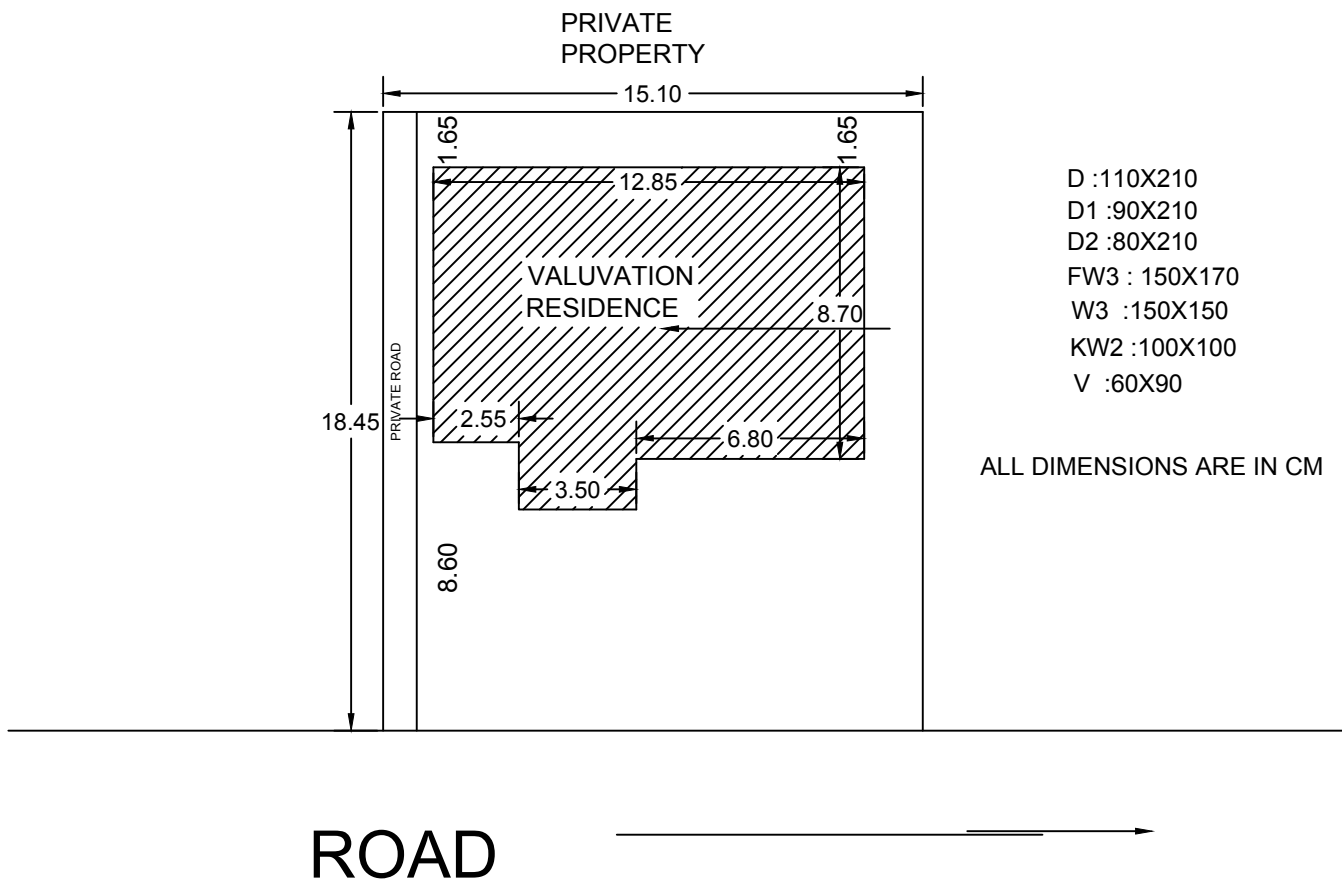 PRIVATE
PROPERTY
15.10
1.65
1.65
12.85
D :110X210
D1 :90X210
D2 :80X210
FW3 : 150X170
W3 :150X150
KW2 :100X100
V :60X90
VALUVATION
RESIDENCE
8.70
PRIVATE ROAD
18.45
2.55
6.80
3.50
ALL DIMENSIONS ARE IN CM
8.60
ROAD